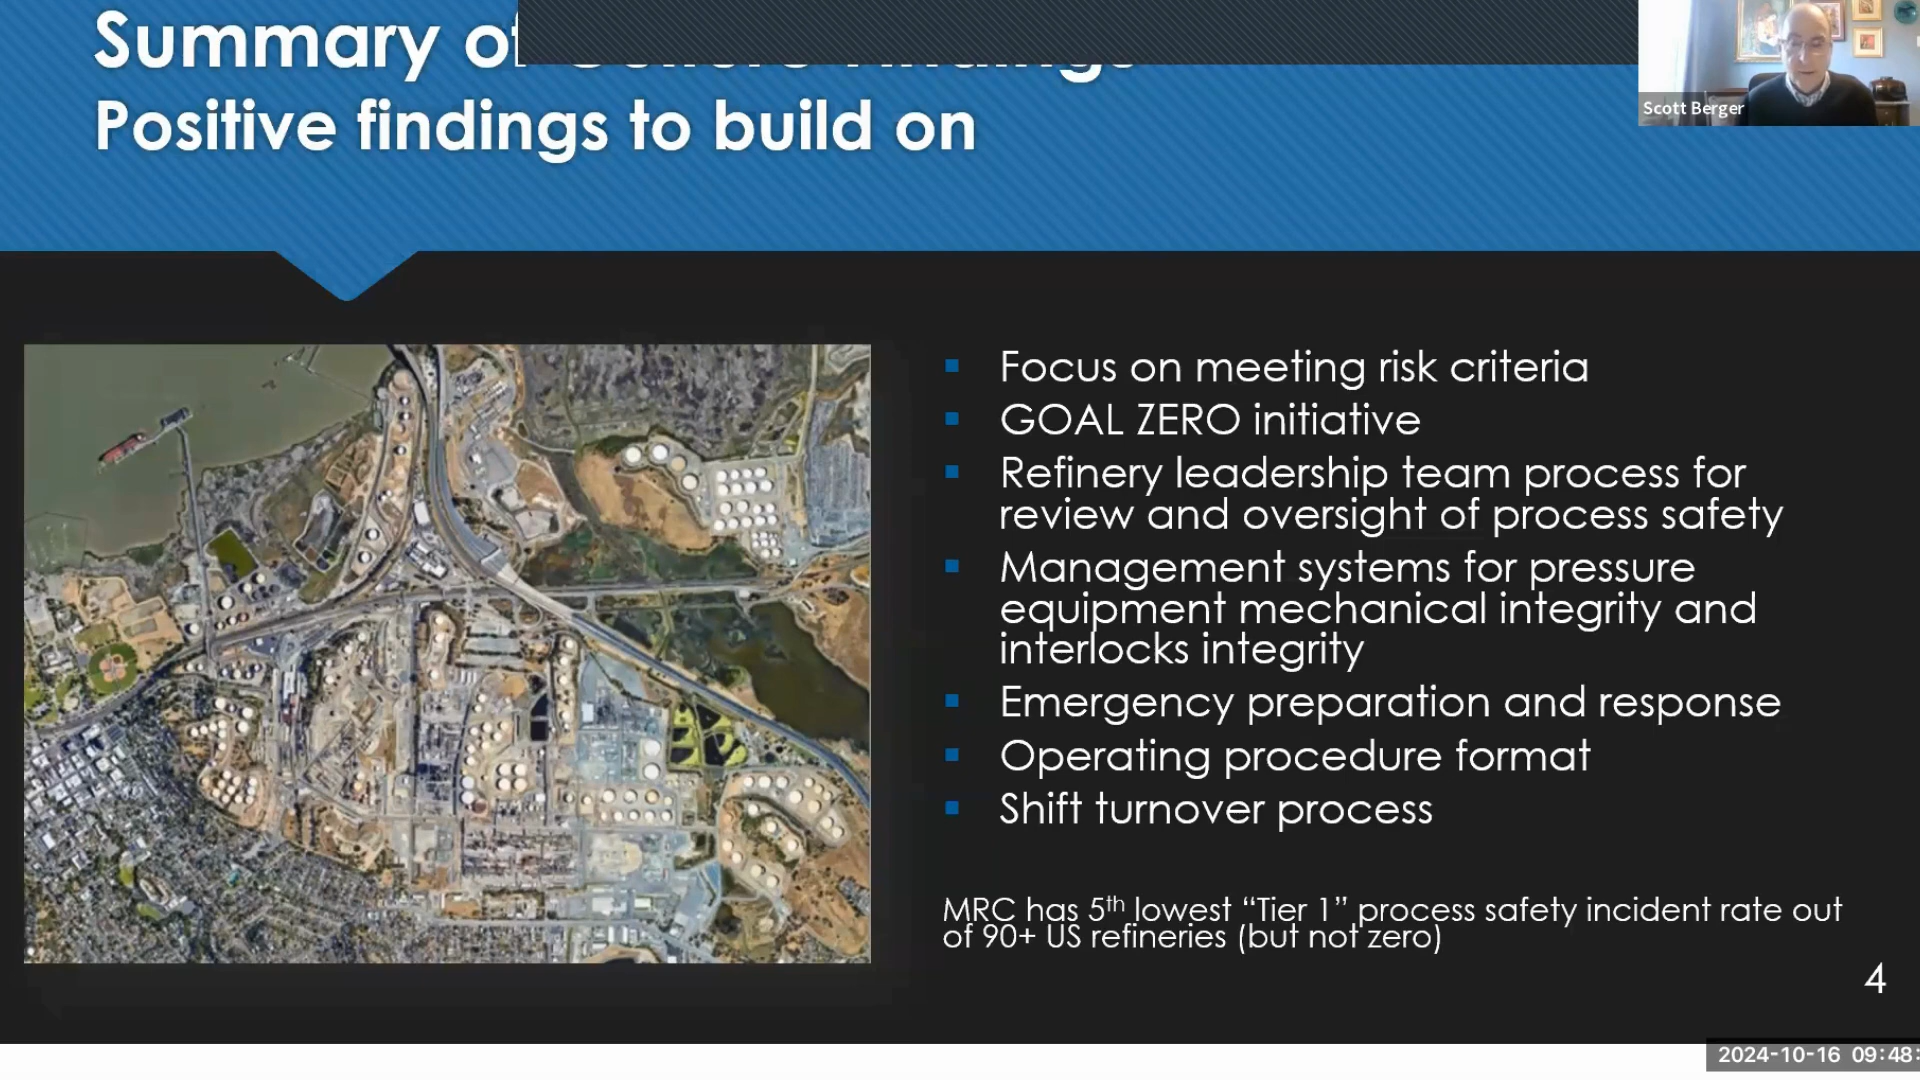 Summary of
Positive findings to build on
Scott Berger
Focus on meeting risk criteria
GOAL ZERO initiative
Refinery leadership team process for
review and oversight of process safety
Management systems for pressure
equipment mechanical integrity and
interlocks integrity
Emergency preparation and response
Operating procedure format
Shift turnover process
MRC has 5th lowest “Tier 1” process safety incident rate out
of 90+ US refineries (but not zero)
4
2024-10-16 09:48: